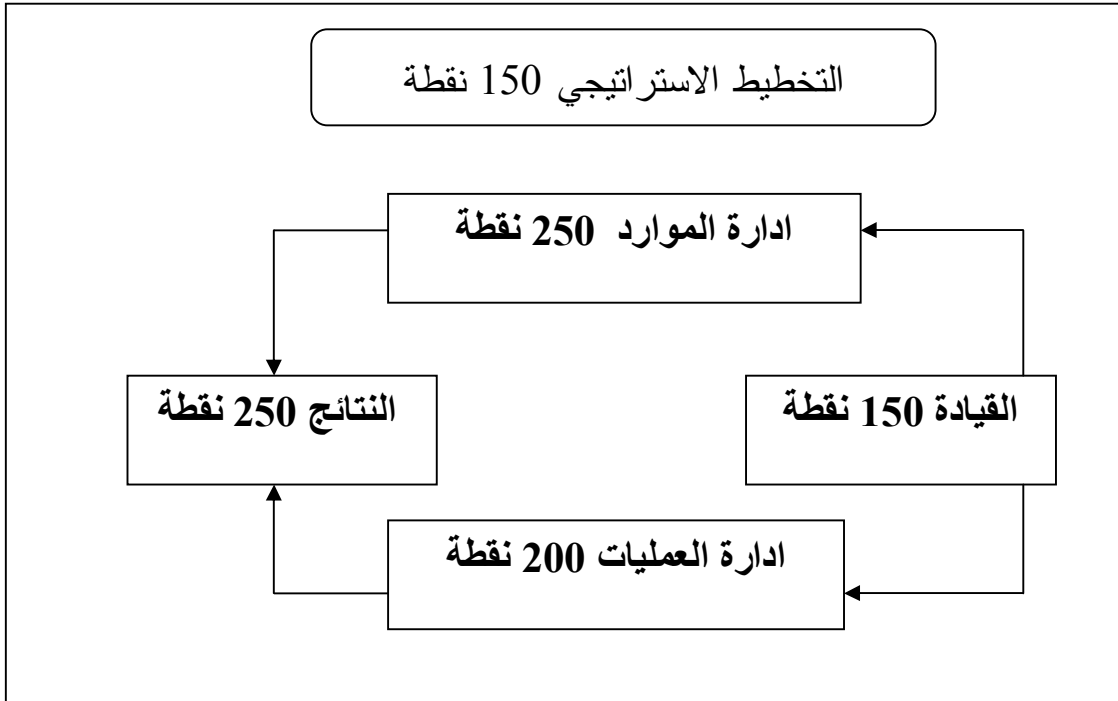 التخطيط الاستراتيجي 150 نقطة
ادارة الموارد 250 نقطة
القيادة 150 نقطة
النتائج 250 نقطة
ادارة العمليات 200 نقطة